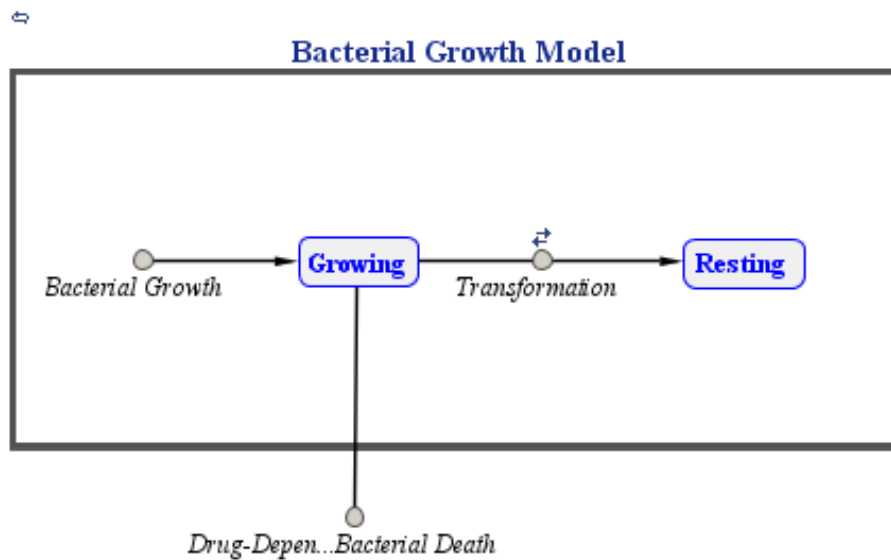 Bacterial Growth Model
Growing
Resting
Bacterial Growth
Transformation
Drug-Depen...Bacterial Death